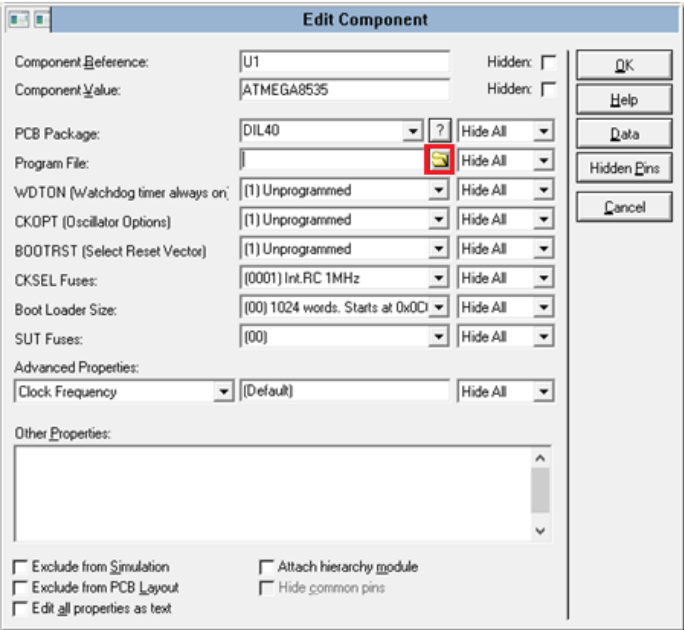 Edit Component
Component Reference: U1 Hidden: OK
Component Value: ATMEGA8535 Hidden: Help
PCB Package: DIL40 ? Hide All Data
Program File: Hide All Hidden Pins
WDTON (Watchdog timer always on) (1) Unprogrammed Hide All
CKOPT (Oscillator Options) (1) Unprogrammed Hide All Cancel
BOOTRST (Select Reset Vector) (1) Unprogrammed Hide All
CKSEL Fuses: (0001) Int.RC 1MHz Hide All
Boot Loader Size: (00) 1024 words. Starts at 0x0C Hide All
SUT Fuses: (00) Hide All
Advanced Properties:
Clock Frequency (Default) Hide All
Other Properties:
Exclude from Simulation Attach hierarchy module
Exclude from PCB Layout Hide common pins
Edit all properties as text